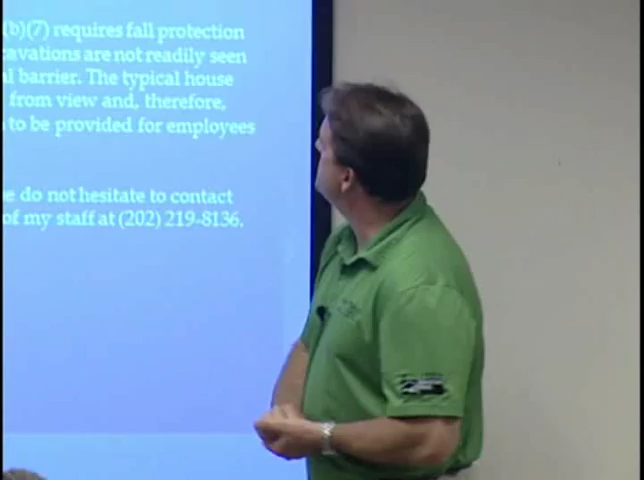 (b)(7) requires fall protection
cavations are not readily seen
al barrier. The typical house
from view and, therefore,
to be provided for employees
e do not hesitate to contact
of my staff at (202) 219-8136.